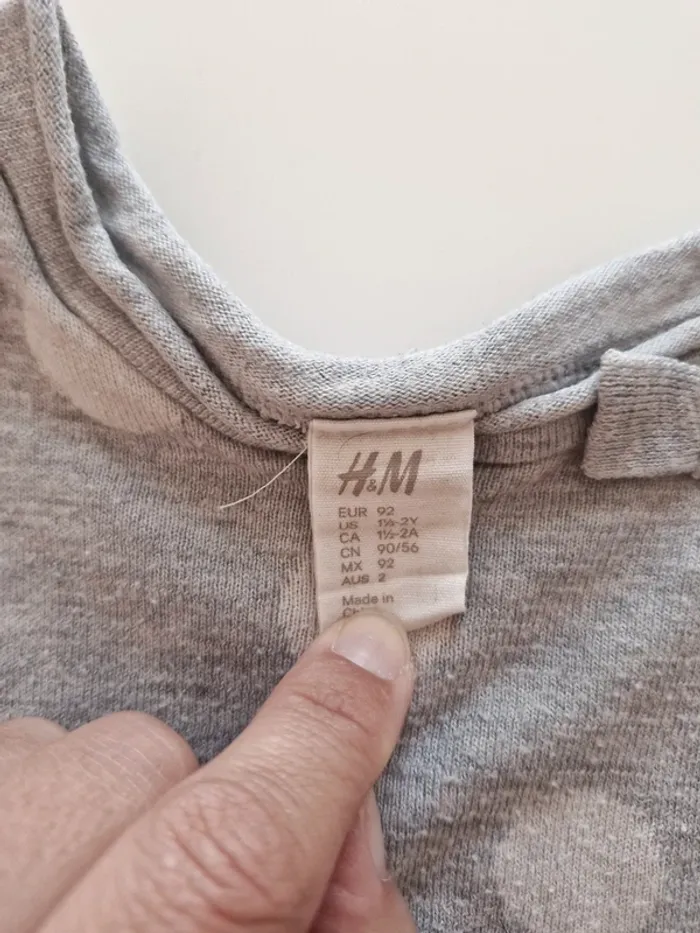 H&M
EUR 92
US 1½-2Y
CA 1½-2A
CN 90/56
MX 92
AUS 2
Made in